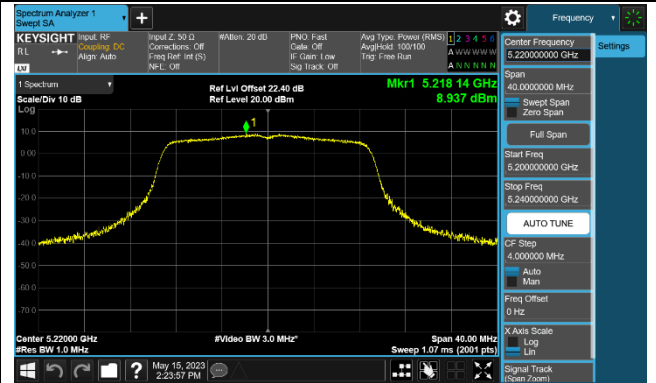 Spectrum Analyzer 1
Swept SA
Frequency
KEYSIGHT
RL
Input: RF
Coupling: DC
Align: Auto
Input Z: 50 Ω
Corrections: Off
Freq Ref: Int (S)
NFE: Off
#Atten: 20 dB
PNO: Fast
Gate: Off
IF Gain: Low
Sig Track: Off
Avg Type: Power (RMS)
Avg|Hold: 100/100
Trig: Free Run
1 2 3 4 5 6
A W W W W W
A N N N N N
LXI
1 Spectrum
Scale/Div 10 dB
Log
Ref Lvl Offset 22.40 dB
Ref Level 20.00 dBm
Mkr1 5.218 14 GHz
8.937 dBm
1
10.0
0.00
-10.0
-20.0
-30.0
-40.0
-50.0
-60.0
-70.0
Center 5.22000 GHz
#Res BW 1.0 MHz
#Video BW 3.0 MHz*
Span 40.00 MHz
Sweep 1.07 ms (2001 pts)
Center Frequency
5.220000000 GHz
Settings
Span
40.0000000 MHz
Swept Span
Zero Span
Full Span
Start Freq
5.200000000 GHz
Stop Freq
5.240000000 GHz
AUTO TUNE
CF Step
4.000000 MHz
Auto
Man
Freq Offset
0 Hz
X Axis Scale
Log
Lin
Signal Track
(Span Zoom)
May 15, 2023
2:23:57 PM